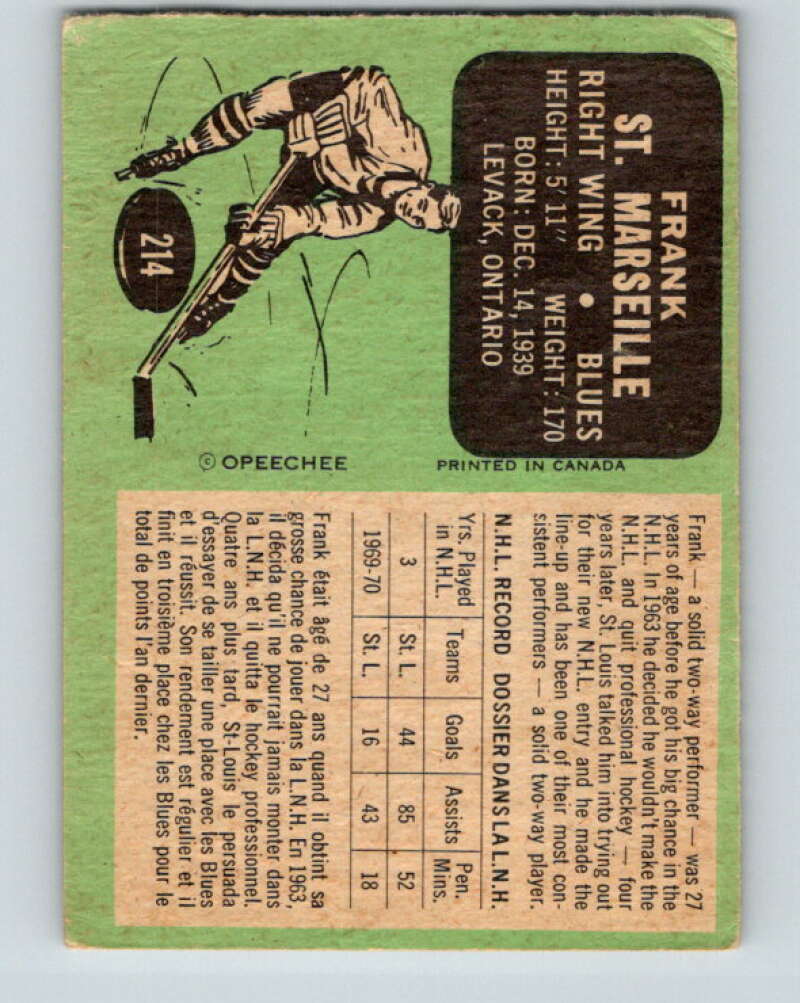 FRANK
ST. MARSEILLE
RIGHT WING • BLUES
HEIGHT: 5'11" WEIGHT: 170
BORN: DEC. 14, 1939
LEVACK, ONTARIO
214
© OPEECHEE
PRINTED IN CANADA
Frank — a solid two-way performer — was 27
years of age before he got his big chance in the
N.H.L. In 1963 he decided he wouldn't make the
N.H.L. and quit professional hockey — four
years later, St. Louis talked him into trying out
for their new N.H.L. entry and he made the
line-up and has been one of their most con-
sistent performers — a solid two-way player.
N.H.L. RECORD DOSSIER DANS LA L.N.H.
Yrs. Played in N.H.L. Teams Goals Assists Pen. Mins.
3 St. L. 44 85 52
1969-70 St. L. 16 43 18
Frank était âgé de 27 ans quand il obtint sa
grosse chance de jouer dans la L.N.H. En 1963,
il décida qu'il ne pourrait jamais monter dans
la L.N.H. et il quitta le hockey professionnel.
Quatre ans plus tard, St-Louis le persuada
d'essayer de se tailler une place avec les Blues
et il réussit. Son rendement est régulier et il
finit en troisième place chez les Blues pour le
total de points l'an dernier.